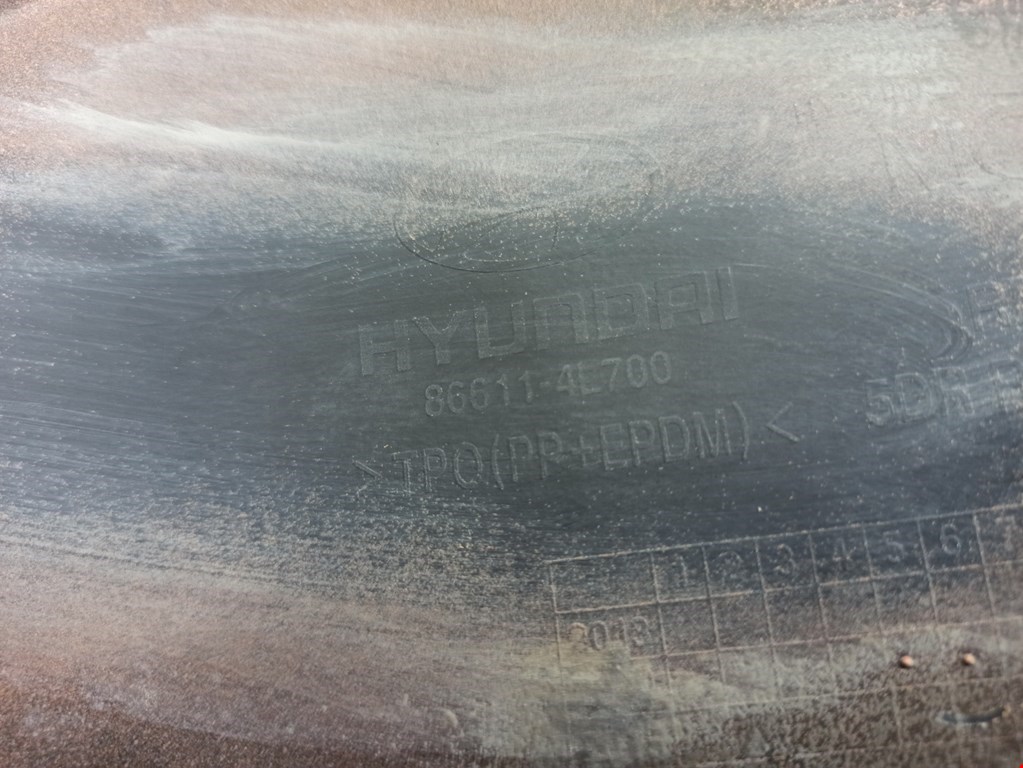 HYUNDAI
86611-4L700
>TPO(PP+EPDM)<
1 2 3 4 5 6 7
2013